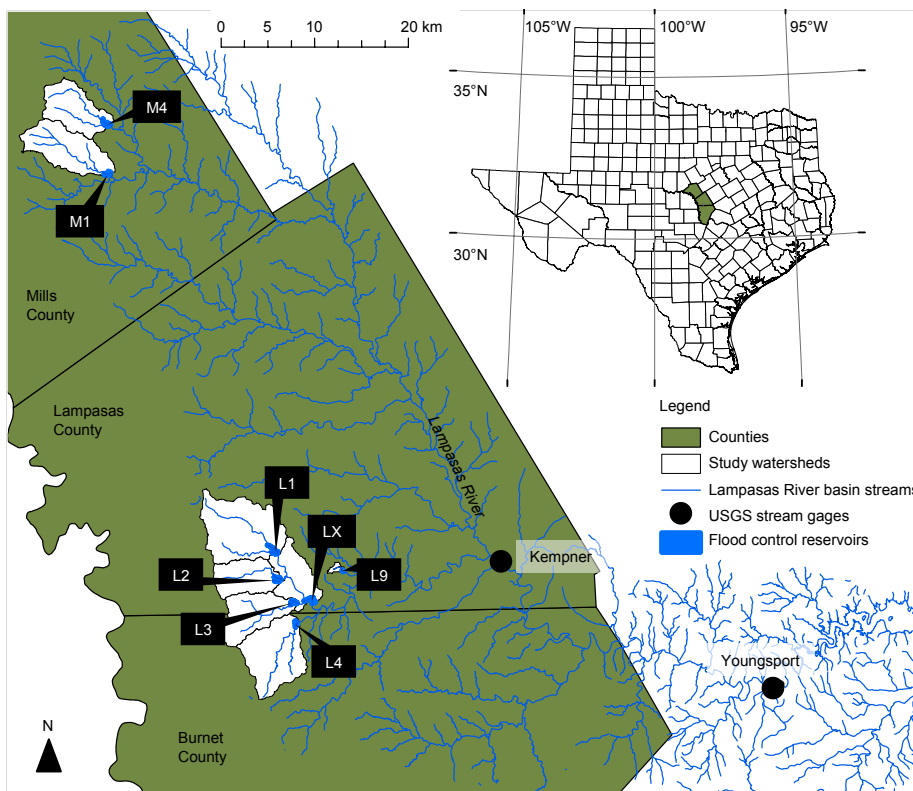 0 5 10 20 km
105°W 100°W 95°W
35°N
30°N
M4
M1
Mills
County
Lampasas
County
Lampasas River
L1
LX
L2
L9
L3
L4
Kempner
Youngsport
Burnet
County
N
Legend
Counties
Study watersheds
Lampasas River basin streams
USGS stream gages
Flood control reservoirs